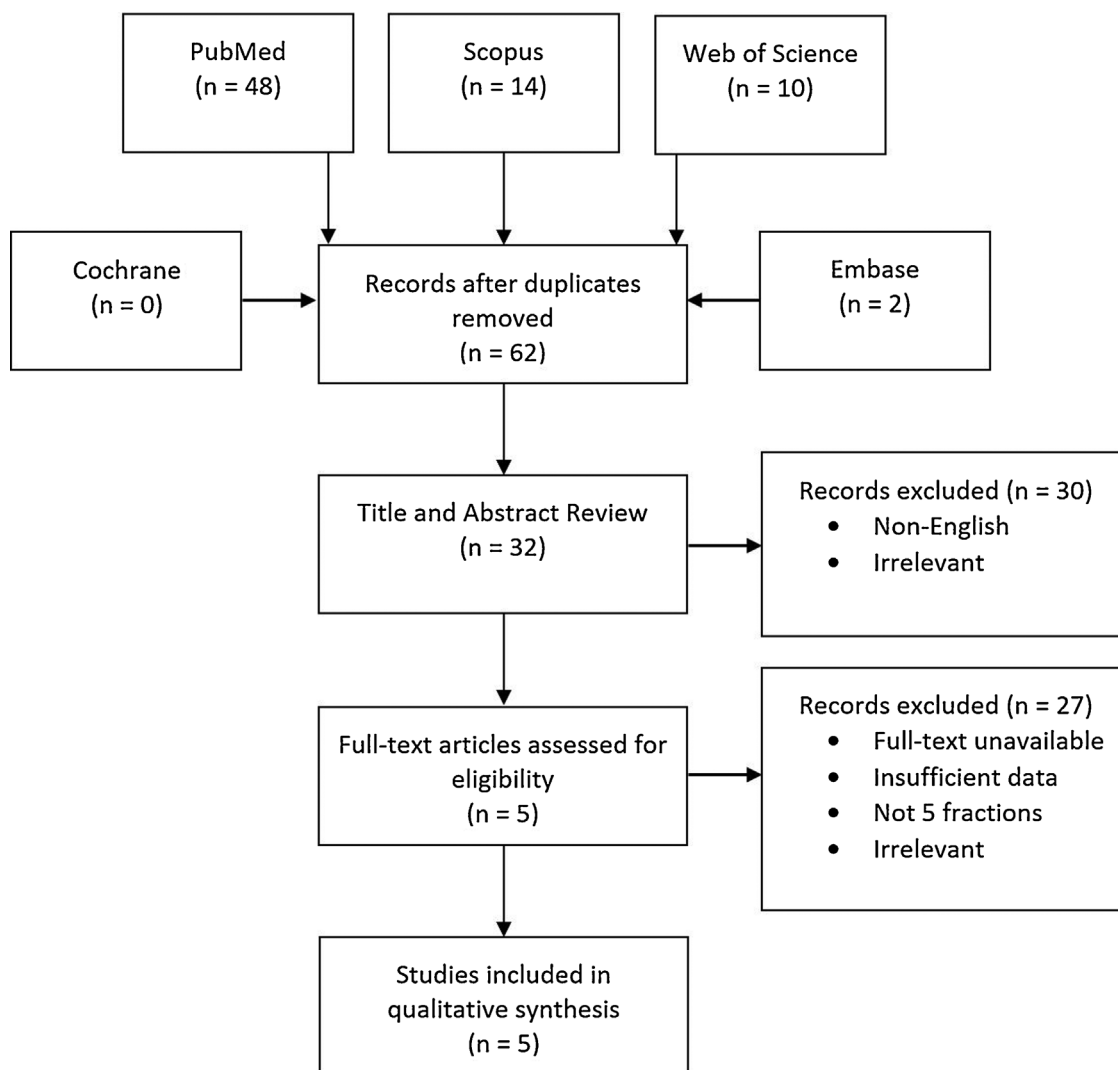 PubMed
(n = 48)
Scopus
(n = 14)
Web of Science
(n = 10)
Cochrane
(n = 0)
Records after duplicates
removed
(n = 62)
Embase
(n = 2)
Title and Abstract Review
(n = 32)
Records excluded (n = 30)
• Non-English
• Irrelevant
Full-text articles assessed for
eligibility
(n = 5)
Records excluded (n = 27)
• Full-text unavailable
• Insufficient data
• Not 5 fractions
• Irrelevant
Studies included in
qualitative synthesis
(n = 5)